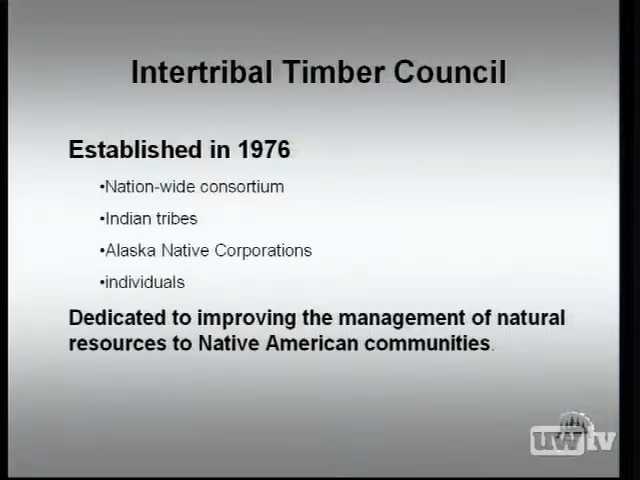 Intertribal Timber Council
Established in 1976
•Nation-wide consortium
•Indian tribes
•Alaska Native Corporations
•individuals
Dedicated to improving the management of natural
resources to Native American communities.
uwtv